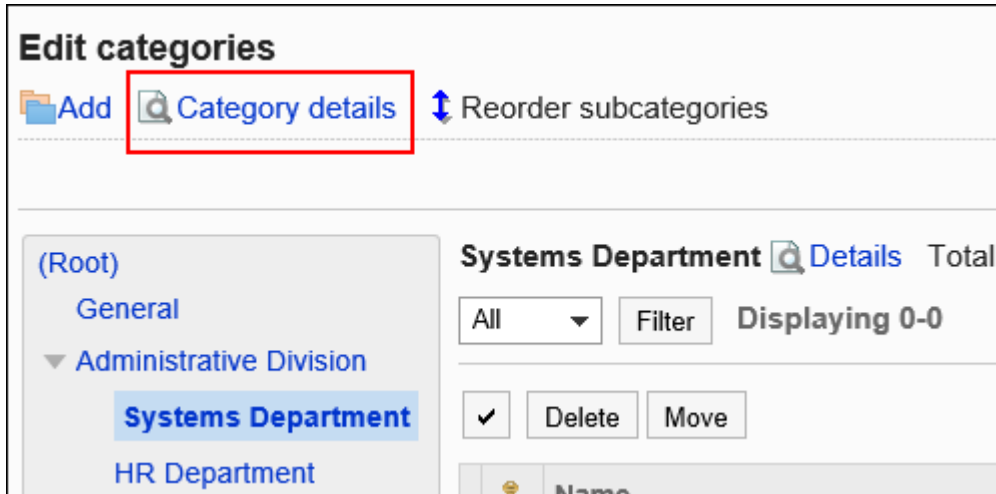 Edit categories
Add Category details Reorder subcategories
(Root)
General
Administrative Division
Systems Department
HR Department
Systems Department Details Total
All Filter Displaying 0-0
Delete Move
Name